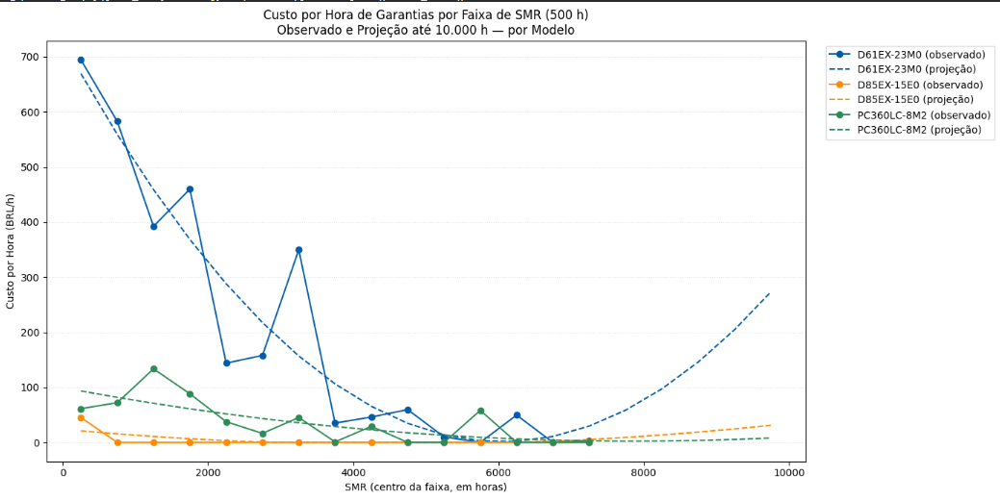 Custo por Hora de Garantias por Faixa de SMR (500 h)
Observado e Projeção até 10.000 h — por Modelo
Custo por Hora (BRL/h)
700
600
500
400
300
200
100
0
0
2000
4000
6000
8000
10000
SMR (centro da faixa, em horas)
D61EX-23M0 (observado)
D61EX-23M0 (projeção)
D85EX-15E0 (observado)
D85EX-15E0 (projeção)
PC360LC-8M2 (observado)
PC360LC-8M2 (projeção)